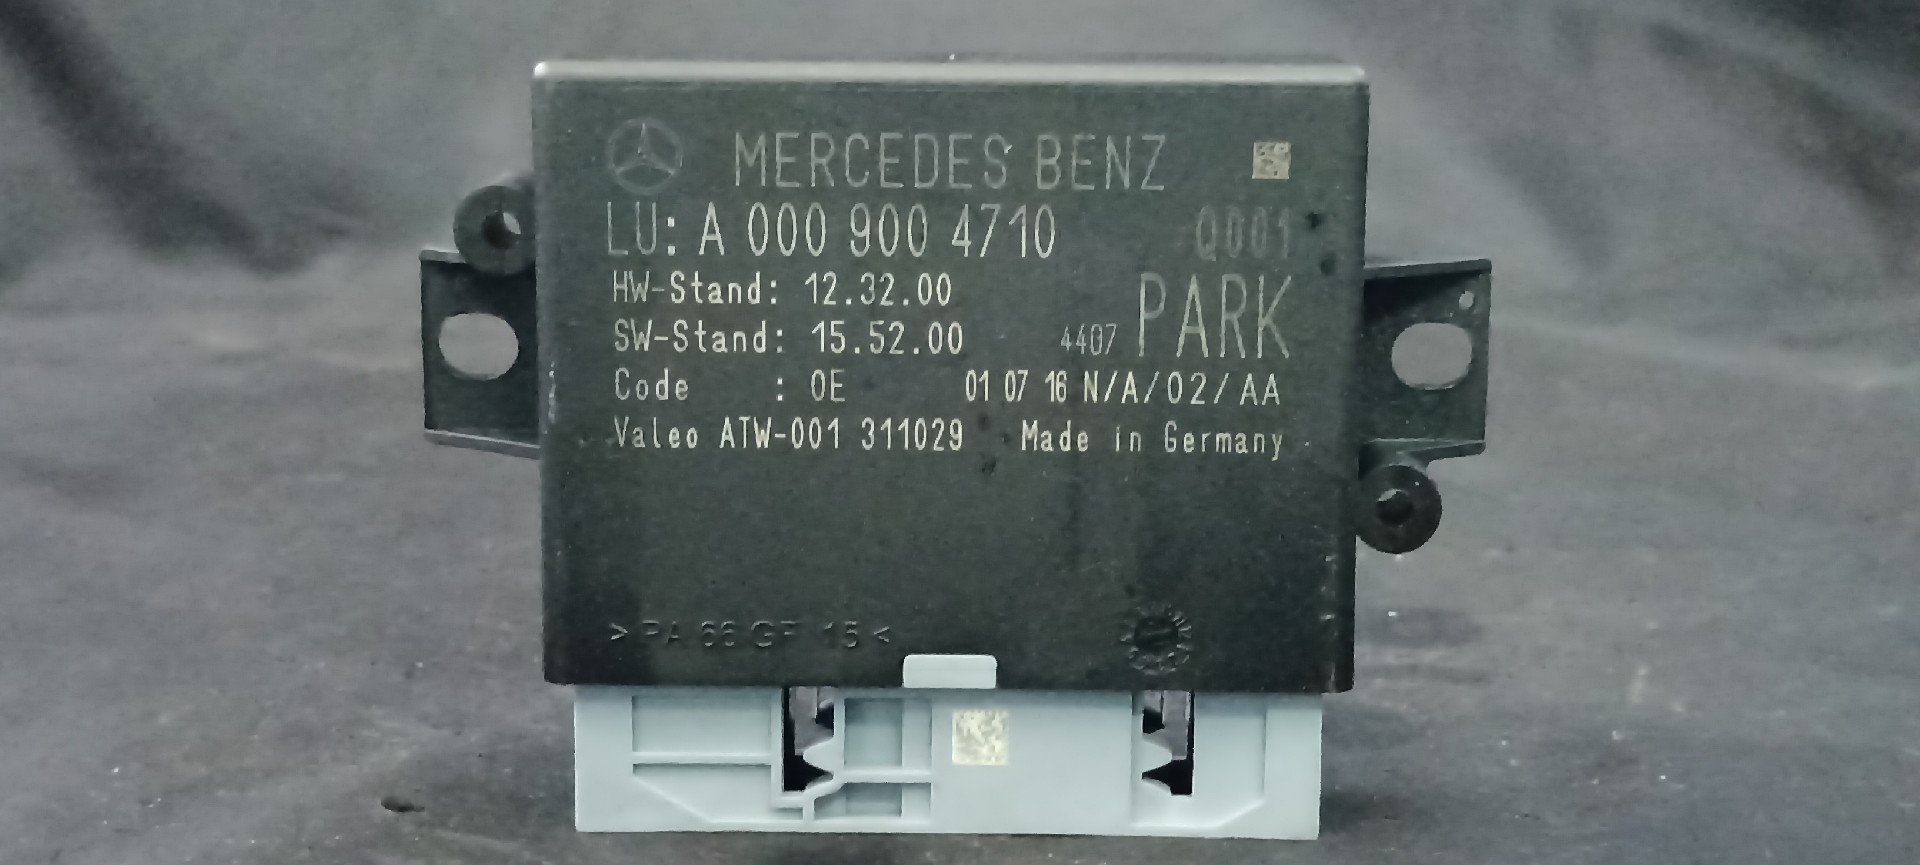 MERCEDES BENZ
LU: A 000 900 4710 Q001
HW-Stand: 12.32.00
PARK
SW-Stand: 15.52.00 4407
Code : 0E 01 07 16 N/A/02/AA
Valeo ATW-001 311029 Made in Germany
> PA 66 GF 15 <